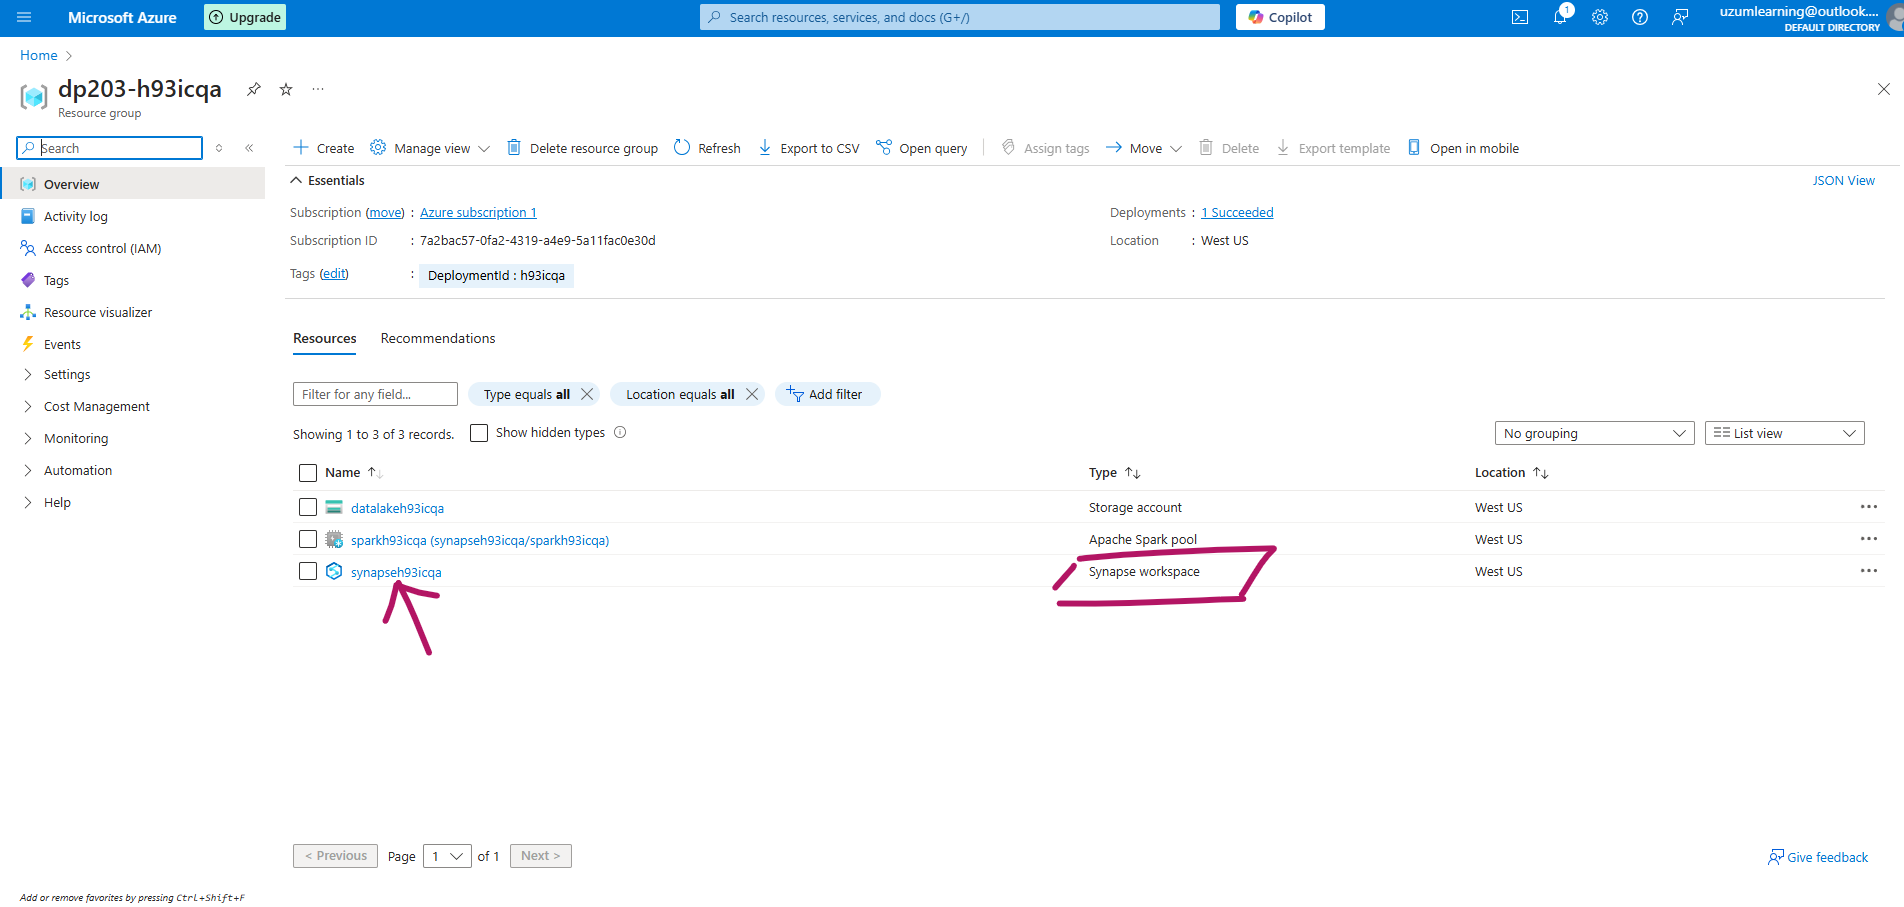 Microsoft Azure
Upgrade
Search resources, services, and docs (G+/)
Copilot
1
uzumlearning@outlook....
DEFAULT DIRECTORY
Home >
dp203-h93icqa
Resource group
Search
Create
Manage view
Delete resource group
Refresh
Export to CSV
Open query
Assign tags
Move
Delete
Export template
Open in mobile
Overview
Activity log
Access control (IAM)
Tags
Resource visualizer
Events
Settings
Cost Management
Monitoring
Automation
Help
Essentials
JSON View
Subscription (move) : Azure subscription 1
Deployments : 1 Succeeded
Subscription ID : 7a2bac57-0fa2-4319-a4e9-5a11fac0e30d
Location : West US
Tags (edit) : DeploymentId : h93icqa
Resources
Recommendations
Filter for any field...
Type equals all
Location equals all
Add filter
Showing 1 to 3 of 3 records.
Show hidden types
No grouping
List view
Name
Type
Location
datalakeh93icqa
Storage account
West US
sparkh93icqa (synapseh93icqa/sparkh93icqa)
Apache Spark pool
West US
synapseh93icqa
Synapse workspace
West US
< Previous
Page 1 of 1
Next >
Give feedback
Add or remove favorites by pressing Ctrl+Shift+F